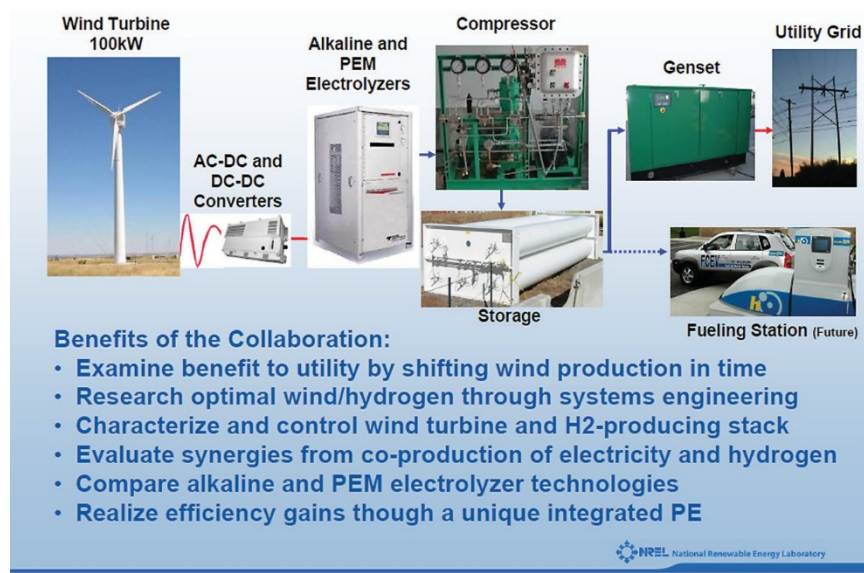 Wind Turbine
100kW
Alkaline and
PEM
Electrolyzers
Compressor
Genset
Utility Grid
AC-DC and
DC-DC
Converters
Storage
FCEV
Fueling Station (Future)
Benefits of the Collaboration:
• Examine benefit to utility by shifting wind production in time
• Research optimal wind/hydrogen through systems engineering
• Characterize and control wind turbine and H2-producing stack
• Evaluate synergies from co-production of electricity and hydrogen
• Compare alkaline and PEM electrolyzer technologies
• Realize efficiency gains though a unique integrated PE
NREL National Renewable Energy Laboratory